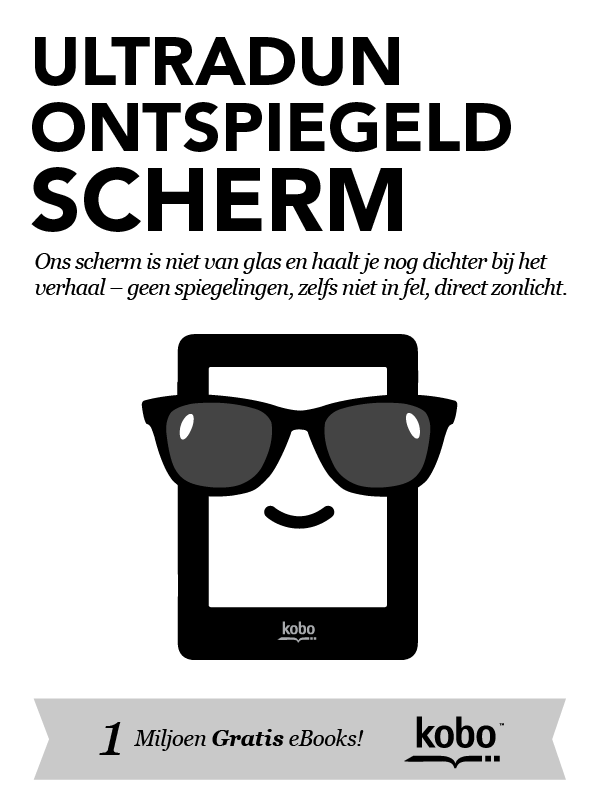 ULTRADUN
ONTSPIEGELD
SCHERM
Ons scherm is niet van glas en haalt je nog dichter bij het
verhaal – geen spiegelingen, zelfs niet in fel, direct zonlicht.
kobo
1 Miljoen Gratis eBooks!
kobo™